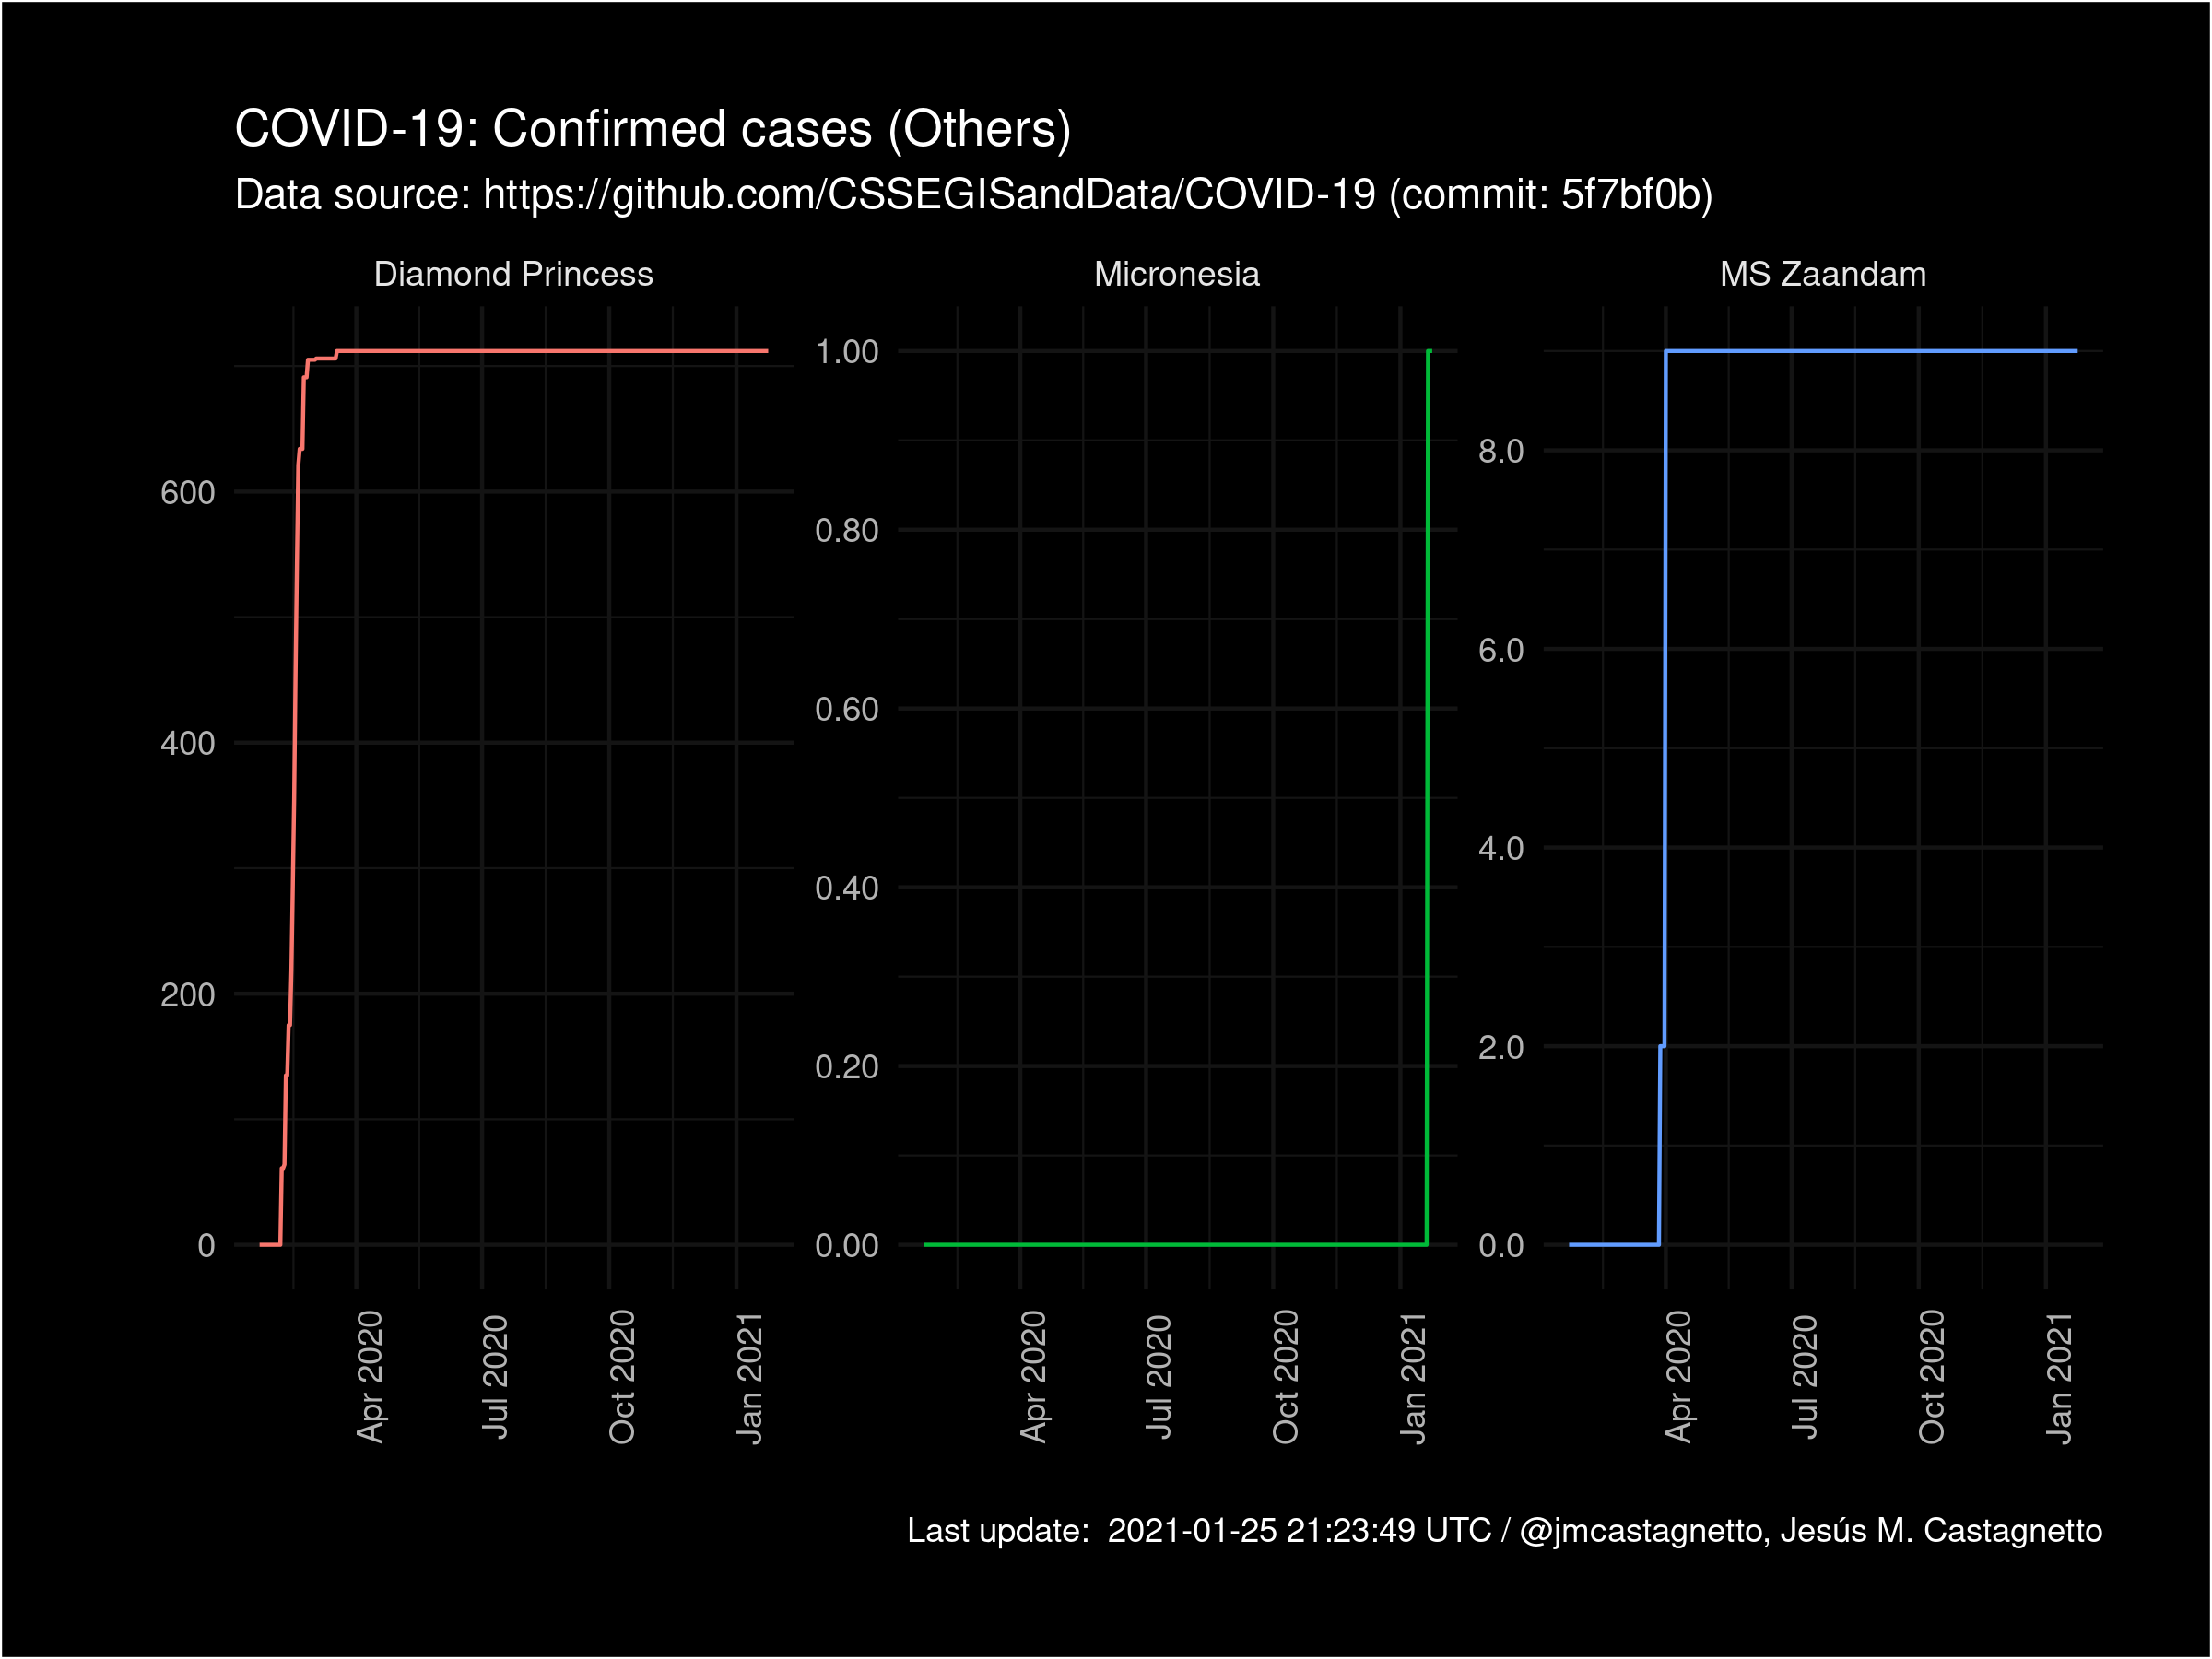 COVID-19: Confirmed cases (Others)
Data source: https://github.com/CSSEGISandData/COVID-19 (commit: 5f7bf0b)
Diamond Princess
600
400
200
0
Apr 2020
Jul 2020
Oct 2020
Jan 2021
Micronesia
1.00
0.80
0.60
0.40
0.20
0.00
Apr 2020
Jul 2020
Oct 2020
Jan 2021
MS Zaandam
8.0
6.0
4.0
2.0
0.0
Apr 2020
Jul 2020
Oct 2020
Jan 2021
Last update:  2021-01-25 21:23:49 UTC / @jmcastagnetto, Jesús M. Castagnetto